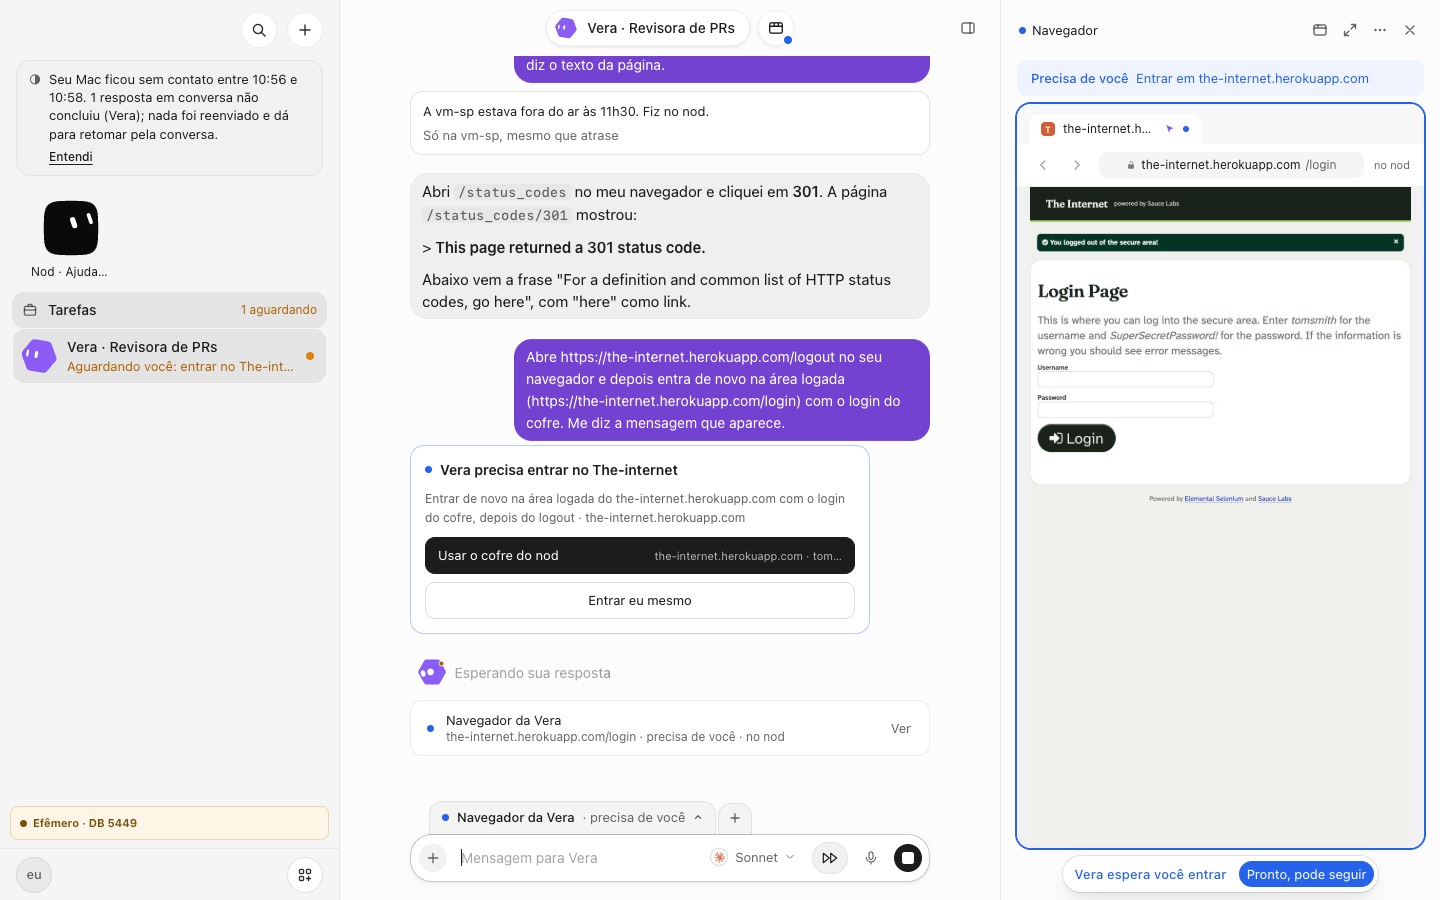 Seu Mac ficou sem contato entre 10:56 e
10:58. 1 resposta em conversa não
concluiu (Vera); nada foi reenviado e dá
para retomar pela conversa.
Entendi
Nod · Ajuda...
Tarefas
1 aguardando
Vera · Revisora de PRs
Aguardando você: entrar no The-int...
Efêmero · DB 5449
eu
Vera · Revisora de PRs
diz o texto da página.
A vm-sp estava fora do ar às 11h30. Fiz no nod.
Só na vm-sp, mesmo que atrase
Abri /status_codes no meu navegador e cliquei em 301. A página
/status_codes/301 mostrou:
> This page returned a 301 status code.
Abaixo vem a frase "For a definition and common list of HTTP status
codes, go here", com "here" como link.
Abre https://the-internet.herokuapp.com/logout no seu
navegador e depois entra de novo na área logada
(https://the-internet.herokuapp.com/login) com o login do
cofre. Me diz a mensagem que aparece.
Vera precisa entrar no The-internet
Entrar de novo na área logada do the-internet.herokuapp.com com o login
do cofre, depois do logout · the-internet.herokuapp.com
Usar o cofre do nod
the-internet.herokuapp.com · tom...
Entrar eu mesmo
Esperando sua resposta
Navegador da Vera
the-internet.herokuapp.com/login · precisa de você · no nod
Ver
Navegador da Vera · precisa de você
Mensagem para Vera
Sonnet
Navegador
Precisa de você Entrar em the-internet.herokuapp.com
T
the-internet.h...
the-internet.herokuapp.com /login
no nod
The Internet powered by Sauce Labs
You logged out of the secure area!
Login Page
This is where you can log into the secure area. Enter tomsmith for the
username and SuperSecretPassword! for the password. If the information is
wrong you should see error messages.
Username
Password
Login
Powered by Elemental Selenium and Sauce Labs
Vera espera você entrar
Pronto, pode seguir